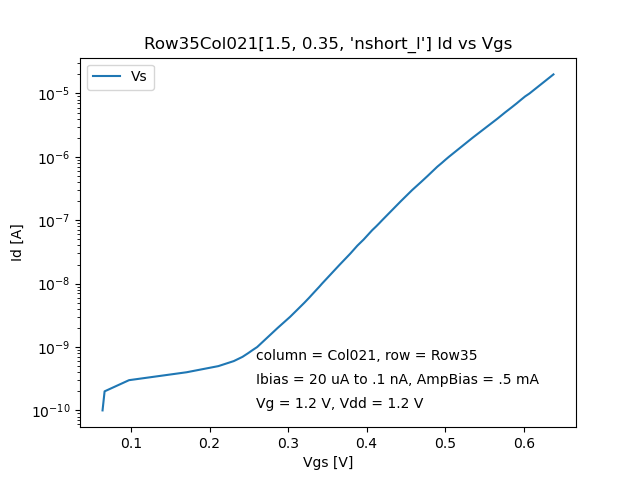 Row35Col021[1.5, 0.35, 'nshort_l'] Id vs Vgs
Vs
Id [A]
10⁻⁵
10⁻⁶
10⁻⁷
10⁻⁸
10⁻⁹
10⁻¹⁰
column = Col021, row = Row35
Ibias = 20 uA to .1 nA, AmpBias = .5 mA
Vg = 1.2 V, Vdd = 1.2 V
0.1 0.2 0.3 0.4 0.5 0.6
Vgs [V]